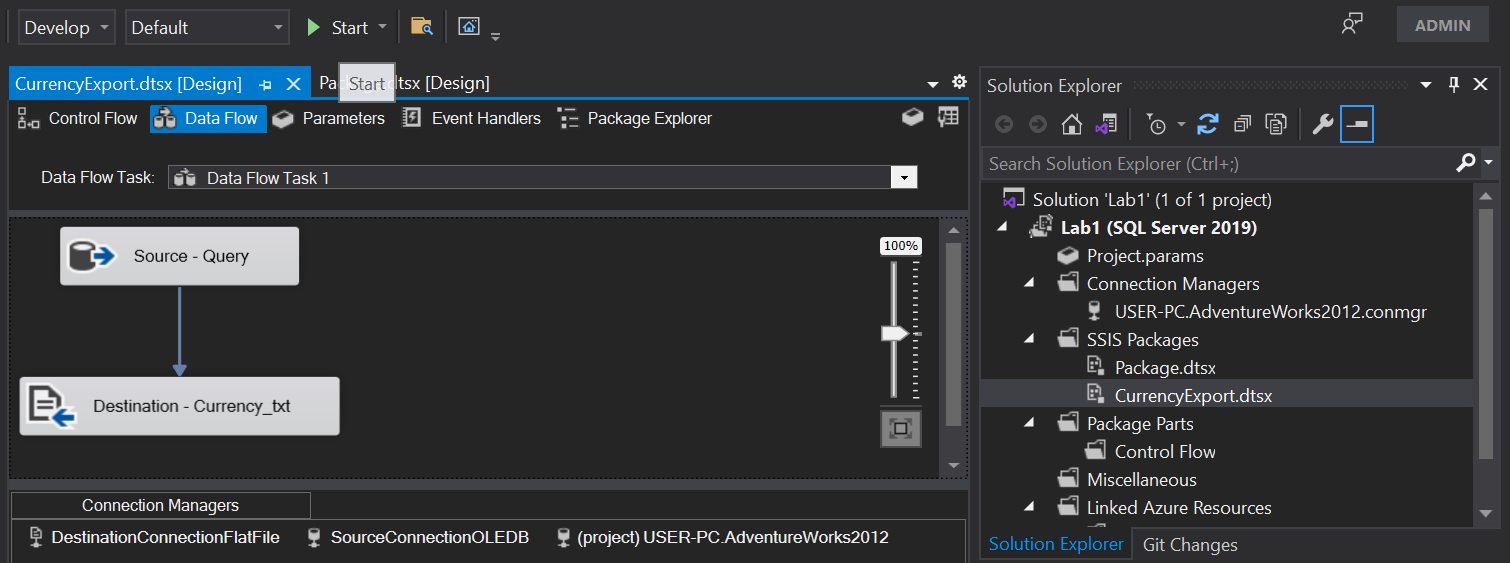 Develop Default Start ADMIN
CurrencyExport.dtsx [Design] Pac dtsx [Design]
Start
Control Flow Data Flow Parameters Event Handlers Package Explorer
Data Flow Task: Data Flow Task 1
Source - Query
100%
Destination - Currency_txt
Connection Managers
DestinationConnectionFlatFile SourceConnectionOLEDB (project) USER-PC.AdventureWorks2012
Solution Explorer
Search Solution Explorer (Ctrl+;)
Solution 'Lab1' (1 of 1 project)
Lab1 (SQL Server 2019)
Project.params
Connection Managers
USER-PC.AdventureWorks2012.conmgr
SSIS Packages
Package.dtsx
CurrencyExport.dtsx
Package Parts
Control Flow
Miscellaneous
Linked Azure Resources
Solution Explorer Git Changes